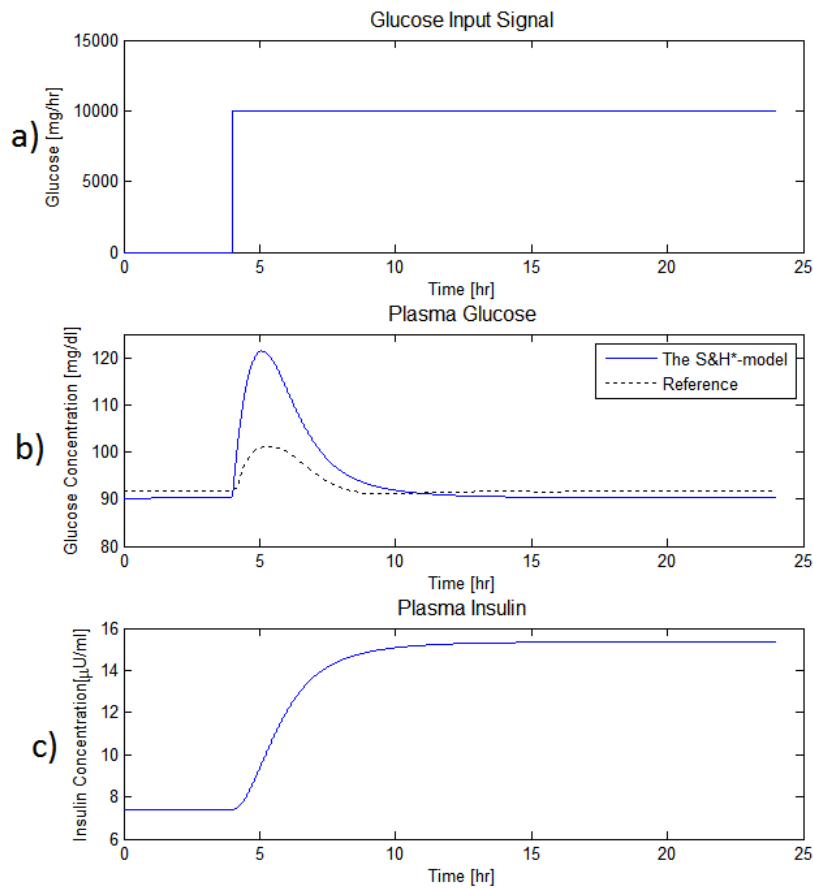 Glucose Input Signal
15000
10000
5000
0
Glucose [mg/hr]
a)
0 5 10 15 20 25
Time [hr]
Plasma Glucose
120
110
100
90
80
Glucose Concentration [mg/dl]
b)
The S&H*-model
Reference
0 5 10 15 20 25
Time [hr]
Plasma Insulin
16
14
12
10
8
6
Insulin Concentration[µU/ml]
c)
0 5 10 15 20 25
Time [hr]